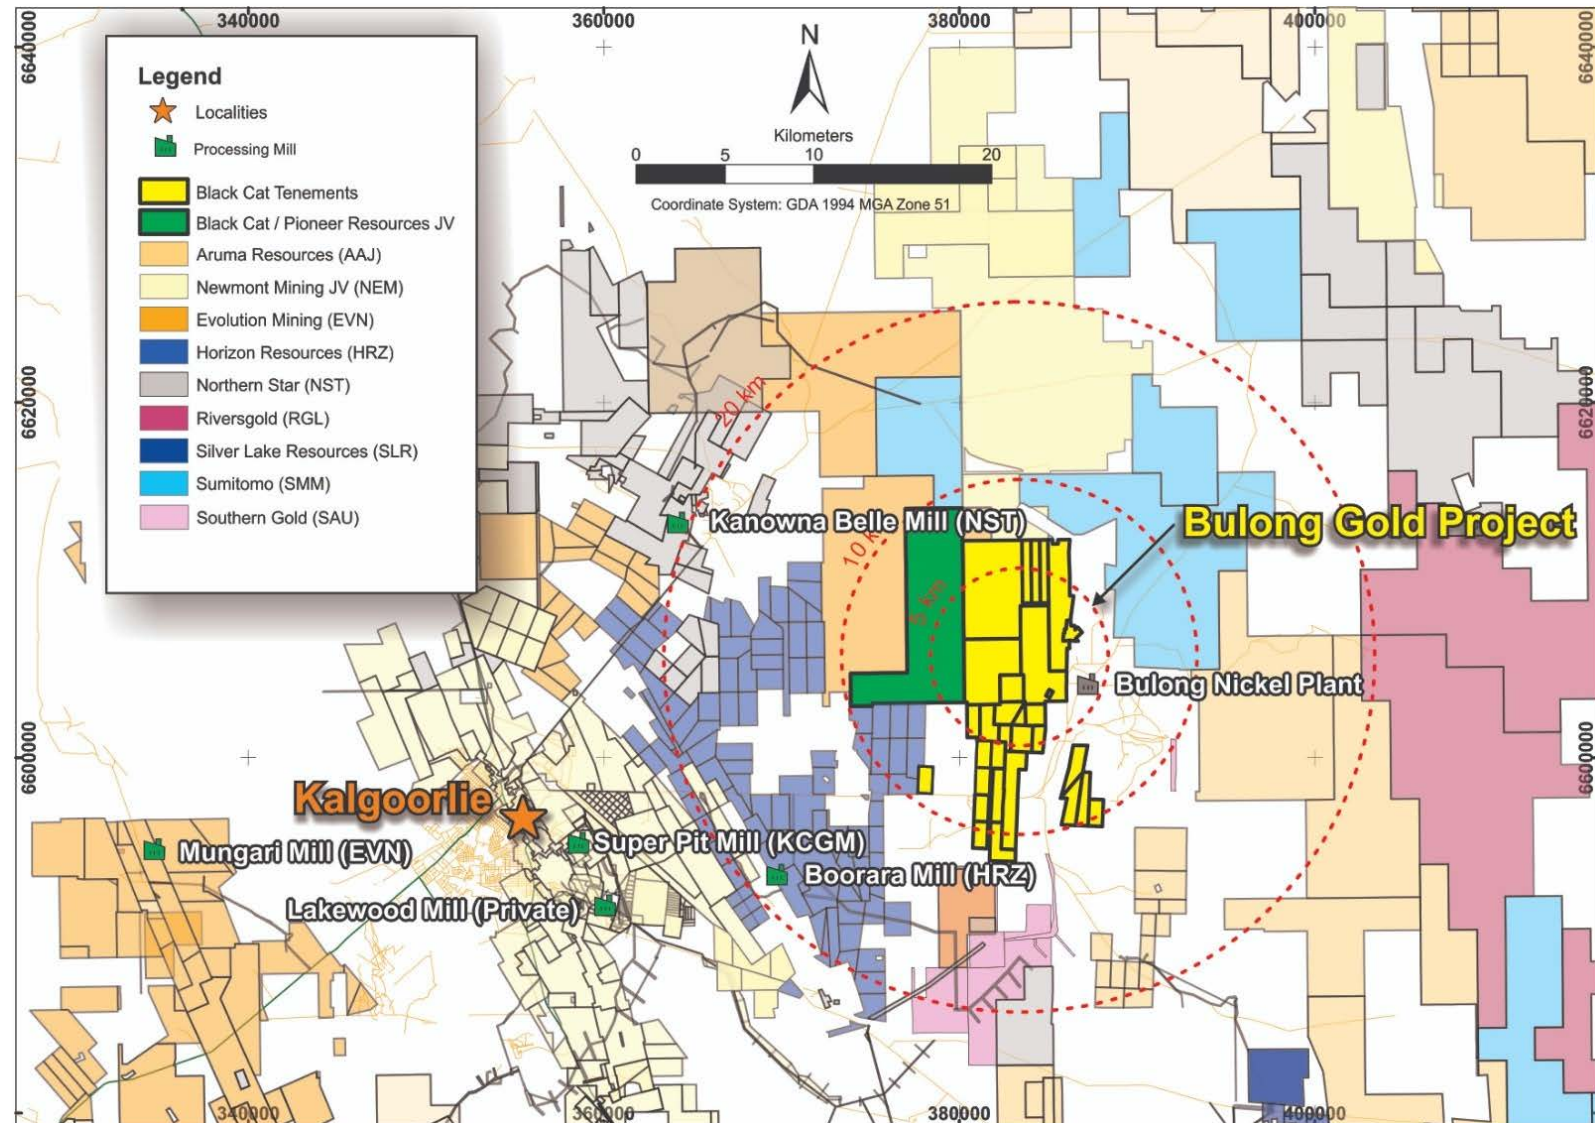 340000
360000
380000
400000
6640000
6640000
Legend
Localities
Processing Mill
Black Cat Tenements
Black Cat / Pioneer Resources JV
Aruma Resources (AAJ)
Newmont Mining JV (NEM)
Evolution Mining (EVN)
Horizon Resources (HRZ)
Northern Star (NST)
Riversgold (RGL)
Silver Lake Resources (SLR)
Sumitomo (SMM)
Southern Gold (SAU)
N
Kilometers
0 5 10 20
Coordinate System: GDA 1994 MGA Zone 51
6620000
6620000
20 km
Kanowna Belle Mill (NST)
Bulong Gold Project
10 k
5 km
Bulong Nickel Plant
6600000
6600000
Kalgoorlie
Mungari Mill (EVN)
Super Pit Mill (KCGM)
Boorara Mill (HRZ)
Lakewood Mill (Private)
340000
360000
380000
400000